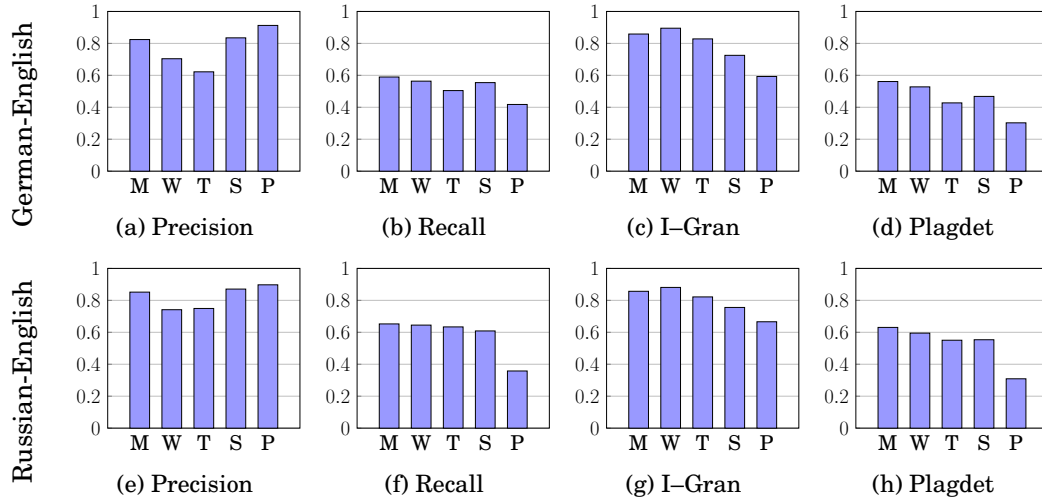 German-English
1
0.8
0.6
0.4
0.2
0
M W T S P
(a) Precision
1
0.8
0.6
0.4
0.2
0
M W T S P
(b) Recall
1
0.8
0.6
0.4
0.2
0
M W T S P
(c) I–Gran
1
0.8
0.6
0.4
0.2
0
M W T S P
(d) Plagdet
Russian-English
1
0.8
0.6
0.4
0.2
0
M W T S P
(e) Precision
1
0.8
0.6
0.4
0.2
0
M W T S P
(f) Recall
1
0.8
0.6
0.4
0.2
0
M W T S P
(g) I–Gran
1
0.8
0.6
0.4
0.2
0
M W T S P
(h) Plagdet